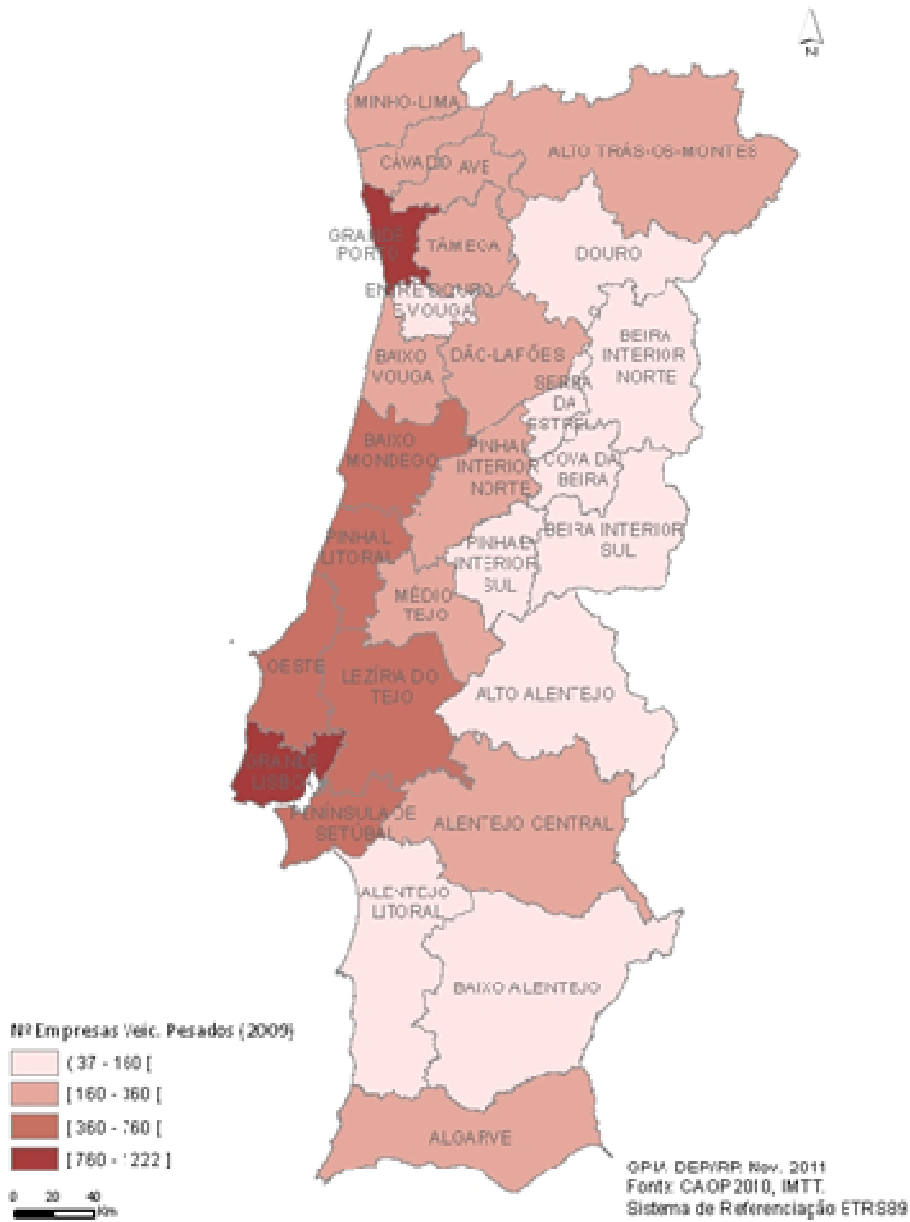 N
MINHO-LIMA
ALTO TRÁS-OS-MONTES
CÁVADO
AVE
GRANDE
PORTO
TÂMEGA
DOURO
ENTRE DOURO
E VOUGA
BEIRA
INTERIOR
NORTE
BAIXO
VOUGA
DÃO-LAFÕES
SERRA
DA
ESTRELA
BAIXO
MONDEGO
PINHAL
INTERIOR
NORTE
COVA DA
BEIRA
PINHAL
LITORAL
PINHAL
INTERIOR
SUL
BEIRA INTERIOR
SUL
MÉDIO
TEJO
OESTE
LEZÍRIA DO
TEJO
ALTO ALENTEJO
GRANDE
LISBOA
PENÍNSULA DE
SETÚBAL
ALENTEJO CENTRAL
ALENTEJO
LITORAL
BAIXO ALENTEJO
ALGARVE
Nº Empresas Veic. Pesados (2009)
( 37 - 160 [
[ 160 - 360 [
[ 360 - 760 [
[ 760 - 1222 ]
0 20 40
Km
GPIA DEP/RP, Nov. 2011
Fonte: CAOP2010, IMTT.
Sistema de Referenciação ETRS89